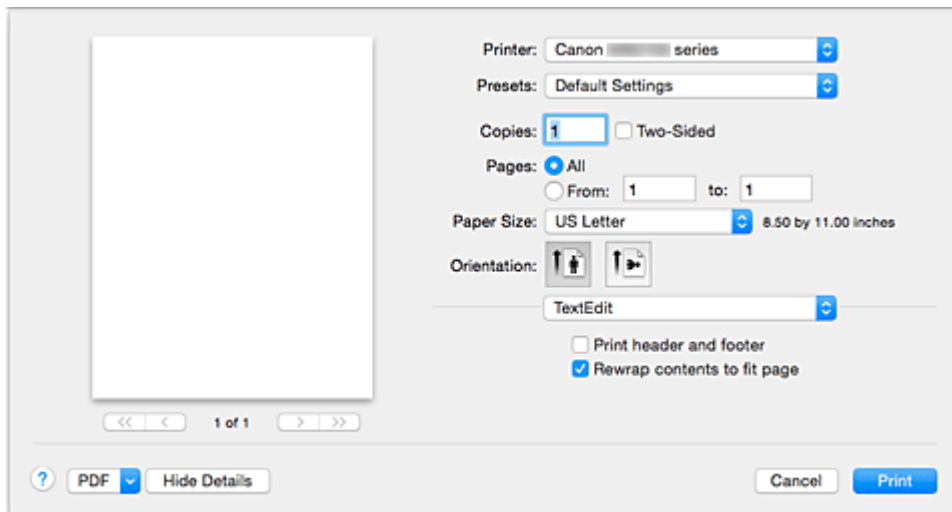 Printer: Canon series
Presets: Default Settings
Copies: 1 Two-Sided
Pages: All
From: 1 to: 1
Paper Size: US Letter 8.50 by 11.00 inches
Orientation:
TextEdit
Print header and footer
Rewrap contents to fit page
<< < 1 of 1 > >>
? PDF Hide Details Cancel Print